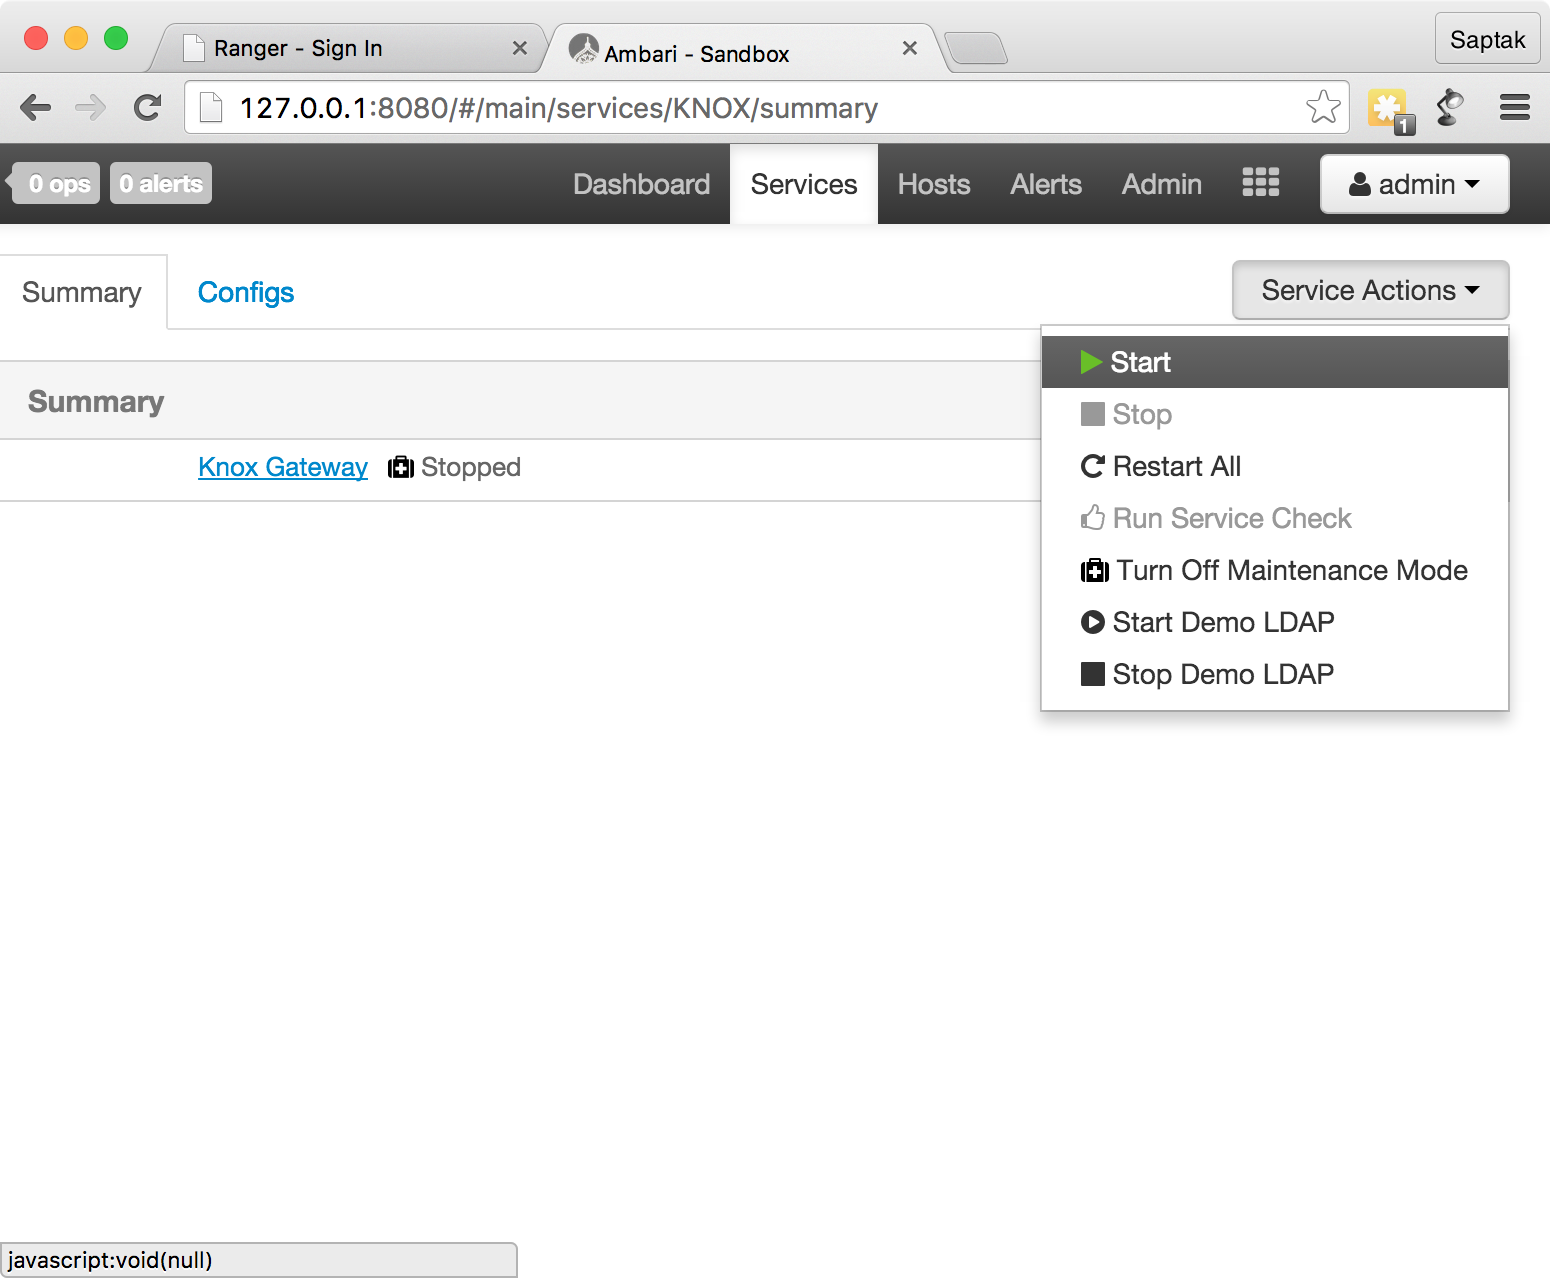 Ranger - Sign In
Ambari - Sandbox
Saptak
127.0.0.1:8080/#/main/services/KNOX/summary
1
0 ops
0 alerts
Dashboard
Services
Hosts
Alerts
Admin
admin
Summary
Configs
Service Actions
Start
Stop
Restart All
Run Service Check
Turn Off Maintenance Mode
Start Demo LDAP
Stop Demo LDAP
Summary
Knox Gateway Stopped
javascript:void(null)